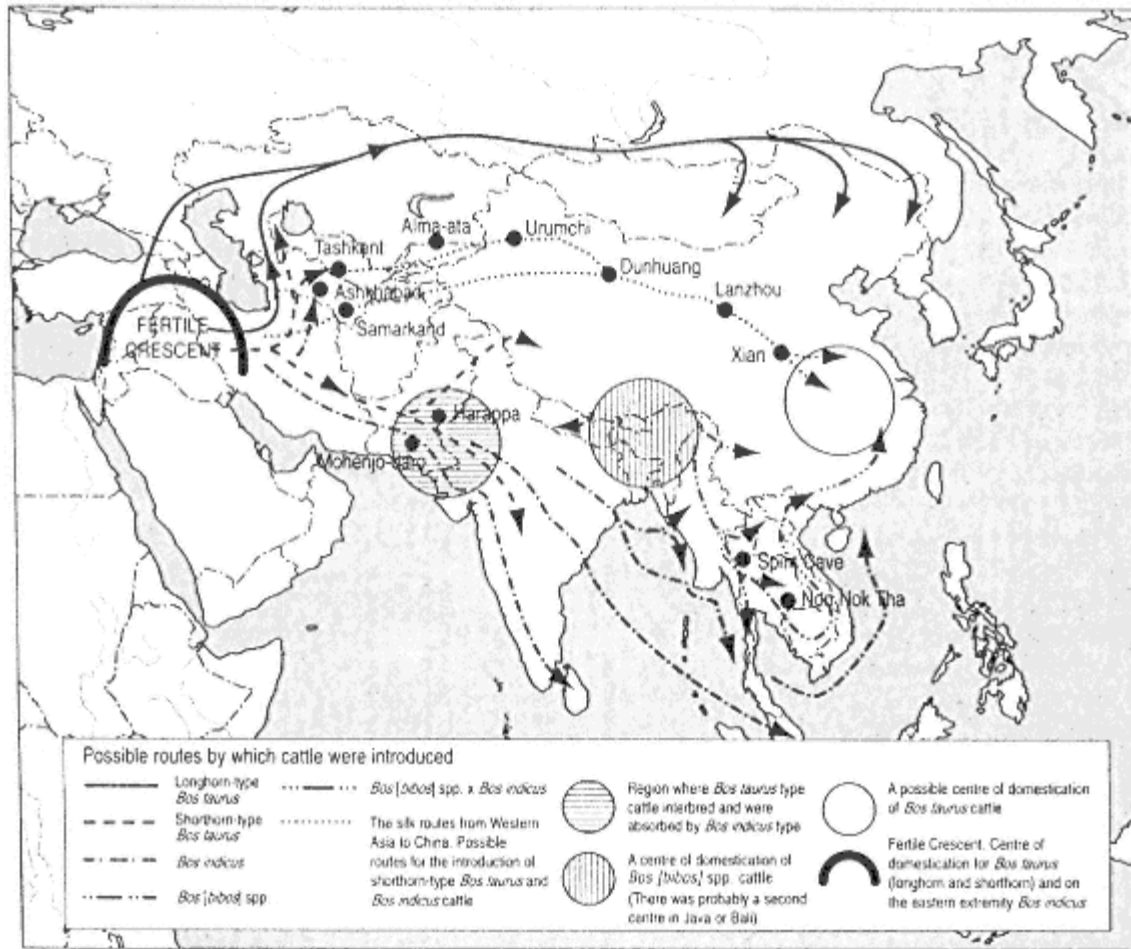 Alma-ata
Urumchi
Tashkent
Dunhuang
Ashkhabad
Lanzhou
FERTILE
CRESCENT
Samarkand
Xian
Harappa
Mohenjo-daro
Spirit Cave
Non Nok Tha
Possible routes by which cattle were introduced
Longhorn-type
Bos taurus
Shorthorn-type
Bos taurus
Bos indicus
Bos [bibos] spp.
Bos [bibos] spp. x Bos indicus
The silk routes from Western
Asia to China. Possible
routes for the introduction of
shorthorn-type Bos taurus and
Bos indicus cattle
Region where Bos taurus type
cattle interbred and were
absorbed by Bos indicus type
A centre of domestication of
Bos [bibos] spp. cattle
(There was probably a second
centre in Java or Bali)
A possible centre of domestication
of Bos taurus cattle
Fertile Crescent. Centre of
domestication for Bos taurus
(longhorn and shorthorn) and on
the eastern extremity Bos indicus